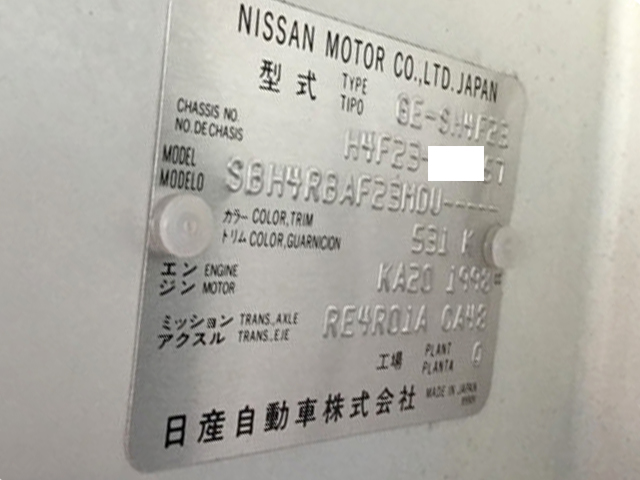 NISSAN MOTOR CO.,LTD. JAPAN
型式 TYPE TIPO GE-SH4F23
CHASSIS NO. NO. DE CHASIS H4F23-
MODEL MODELO SBH4RBAF23MDU-----
カラー COLOR, TRIM
トリム COLOR, GUARNICION 531 K
エンジン ENGINE MOTOR KA20 1998
ミッション TRANS., AXLE
アクスル TRANS., EJE RE4R01A CA42
工場 PLANT PLANTA
日産自動車株式会社 MADE IN JAPAN